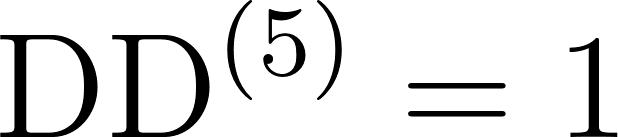 DD⁽⁵⁾ = 1